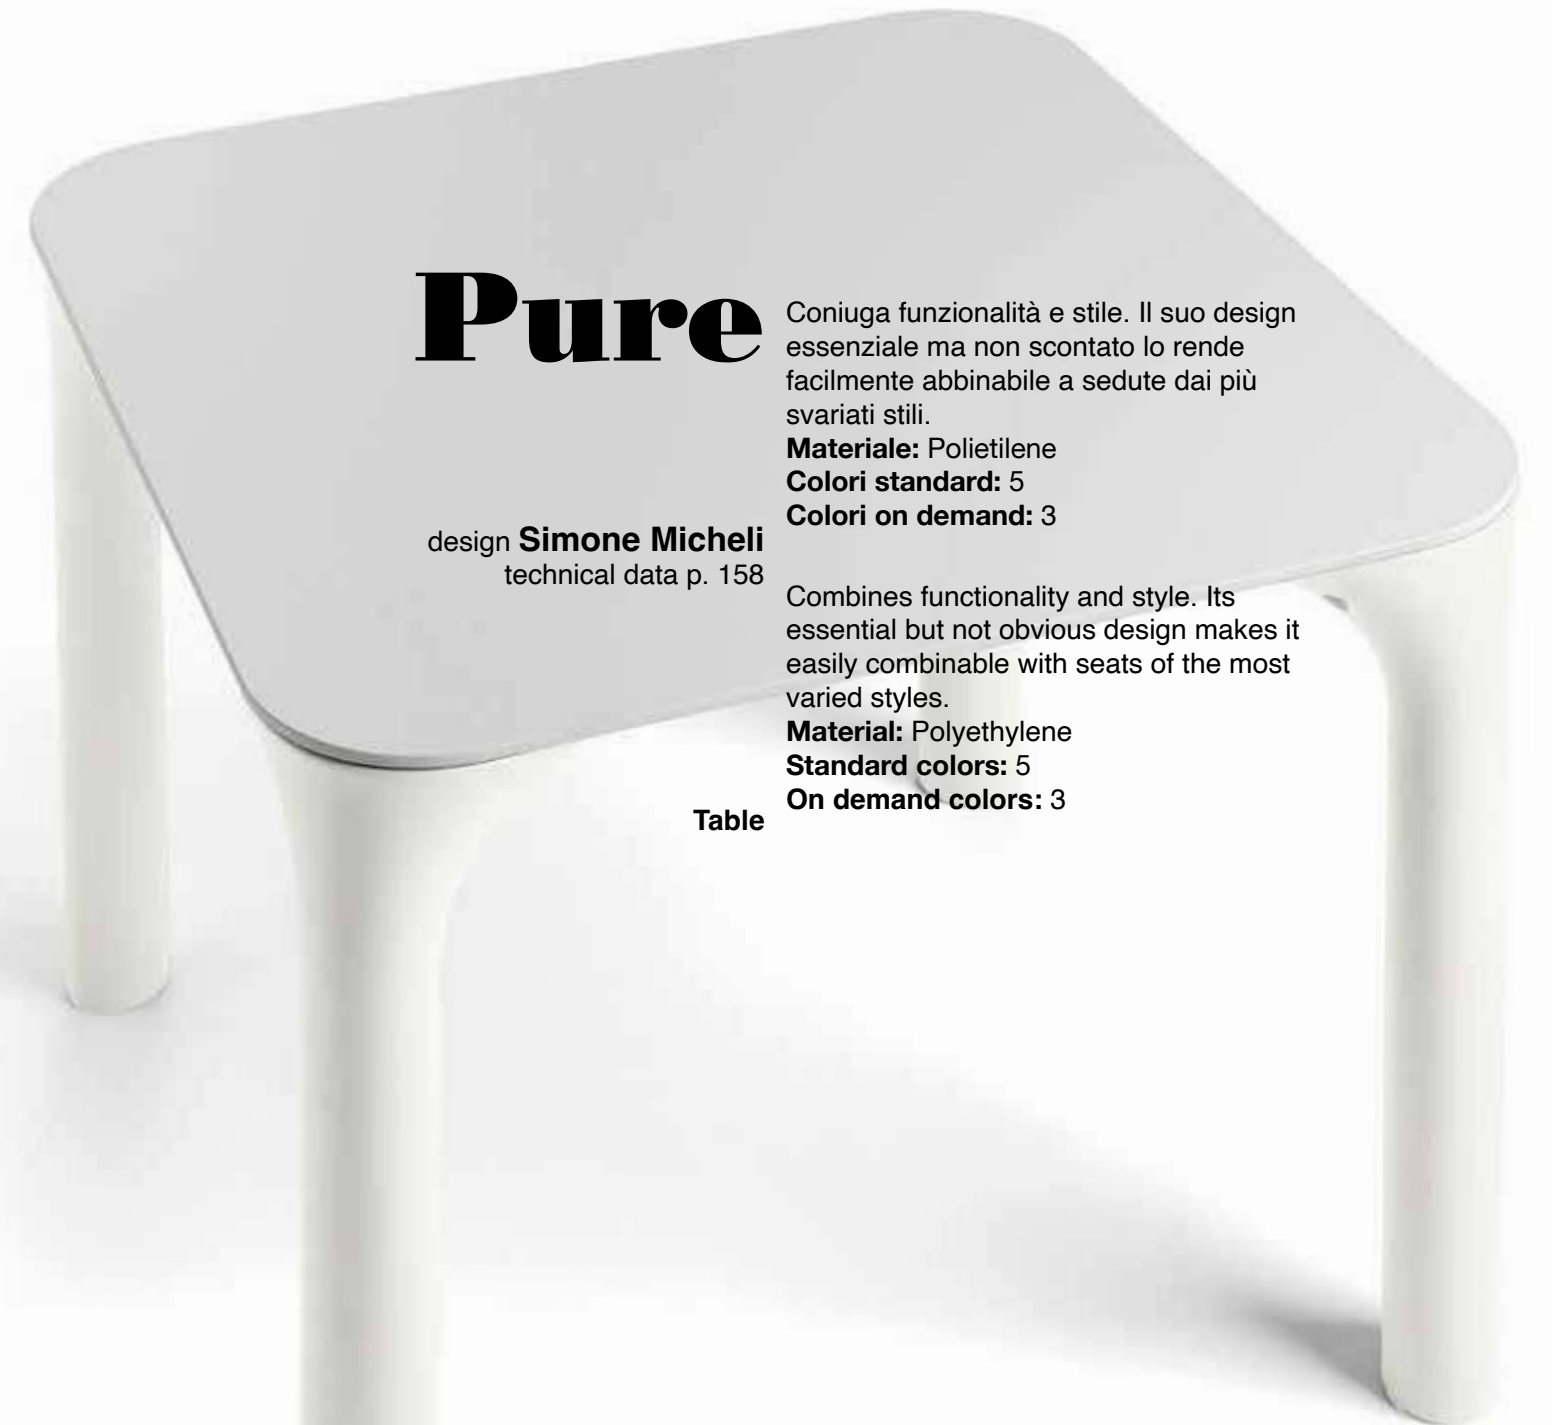 Pure
design Simone Micheli
technical data p. 158
Table
Coniuga funzionalità e stile. Il suo design
essenziale ma non scontato lo rende
facilmente abbinabile a sedute dai più
svariati stili.
Materiale: Polietilene
Colori standard: 5
Colori on demand: 3
Combines functionality and style. Its
essential but not obvious design makes it
easily combinable with seats of the most
varied styles.
Material: Polyethylene
Standard colors: 5
On demand colors: 3